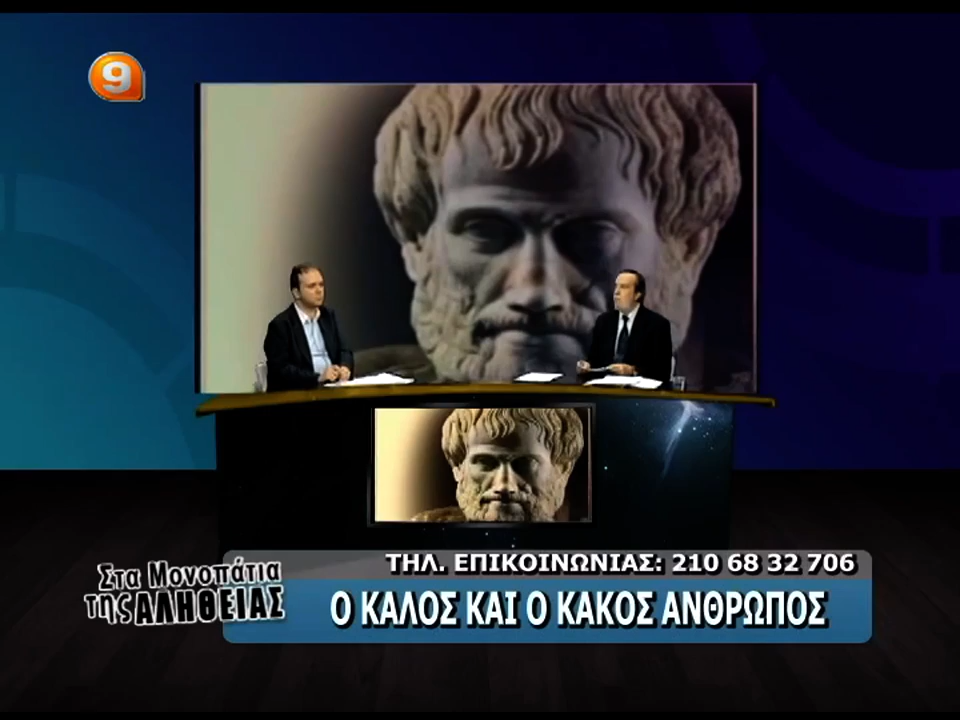 9
ΤΗΛ. ΕΠΙΚΟΙΝΩΝΙΑΣ: 210 68 32 706
Στα Μονοπάτια
της ΑΛΗΘΕΙΑΣ
Ο ΚΑΛΟΣ ΚΑΙ Ο ΚΑΚΟΣ ΑΝΘΡΩΠΟΣ